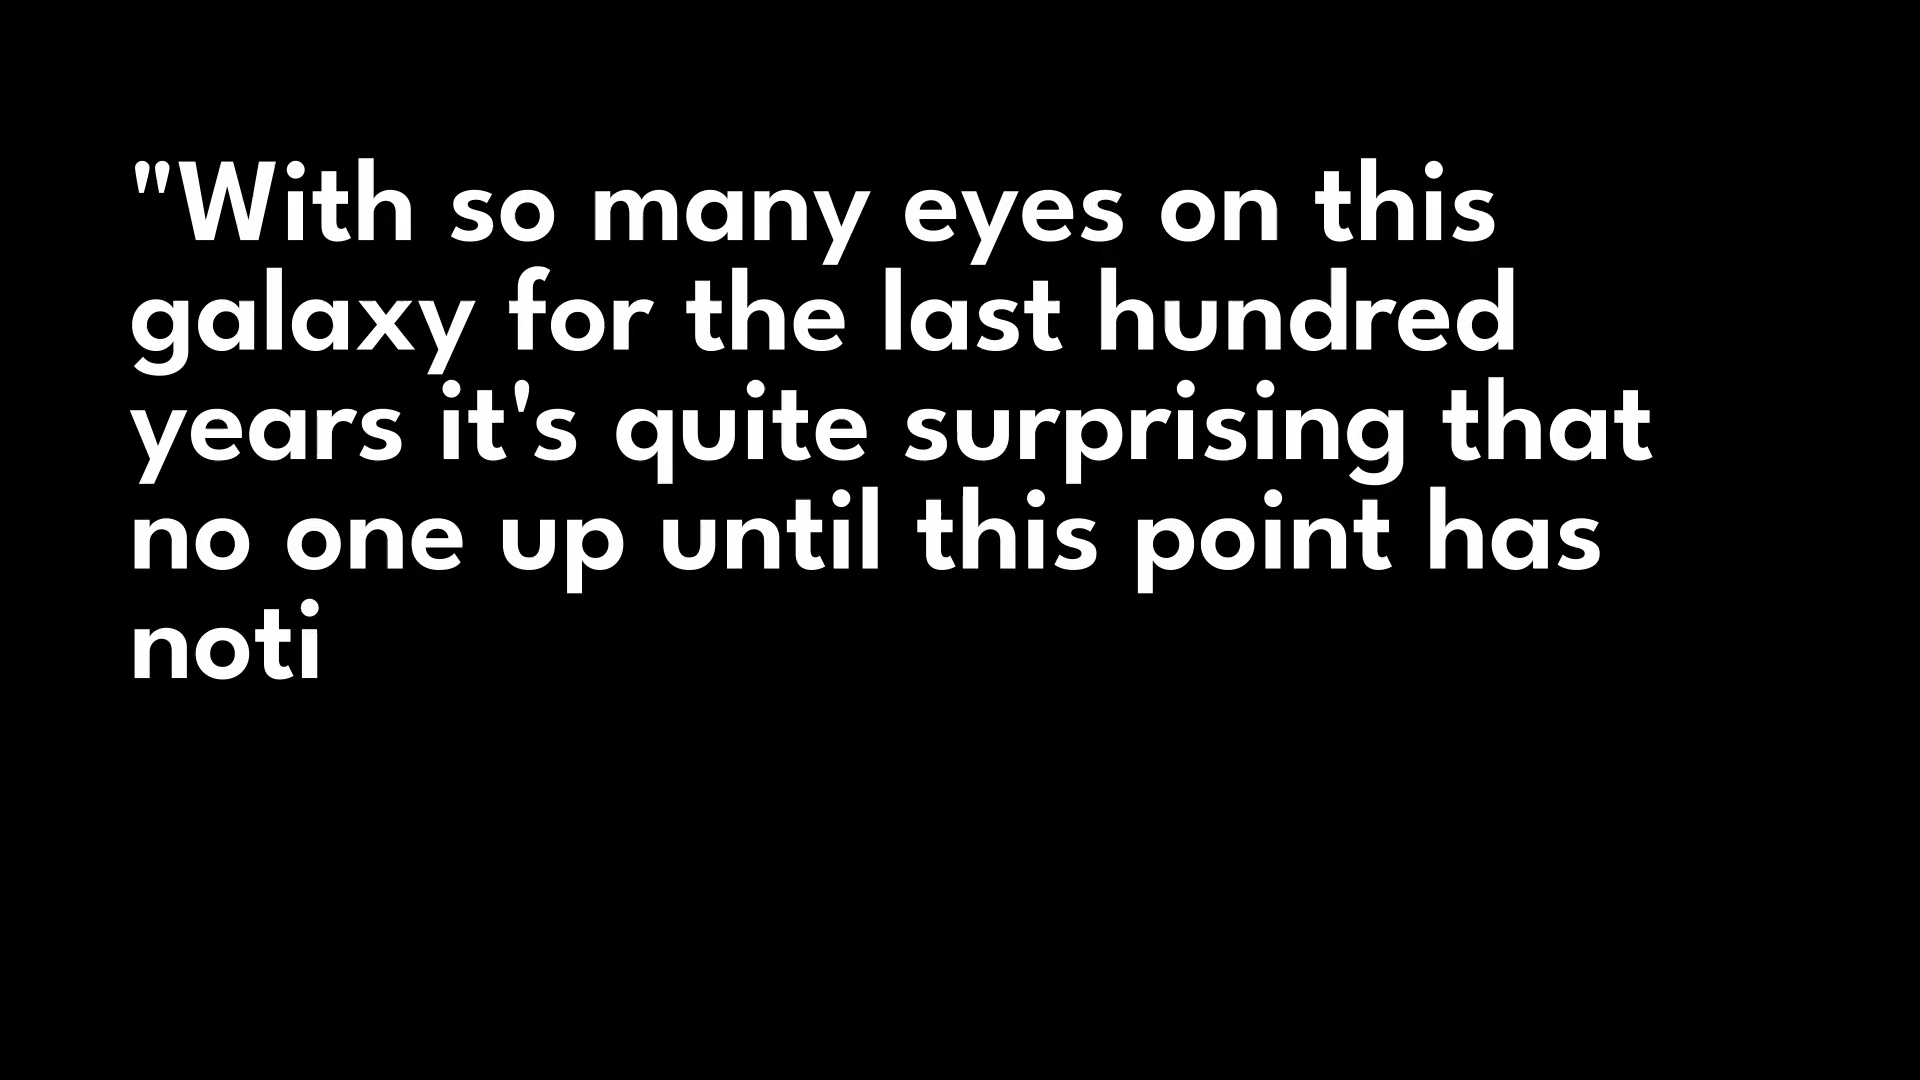 "With so many eyes on this
galaxy for the last hundred
years it's quite surprising that
no one up until this point has
noti